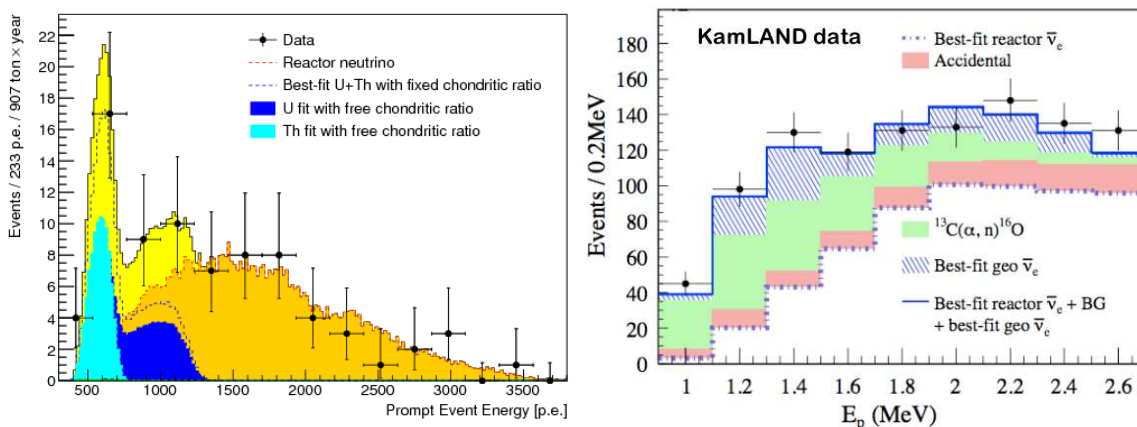 Events / 233 p.e. / 907 ton × year
22
20
18
16
14
12
10
8
6
4
2
0
Data
Reactor neutrino
Best-fit U+Th with fixed chondritic ratio
U fit with free chondritic ratio
Th fit with free chondritic ratio
500 1000 1500 2000 2500 3000 3500
Prompt Event Energy [p.e.]
KamLAND data
Events / 0.2MeV
180
160
140
120
100
80
60
40
20
0
Best-fit reactor ν̅e
Accidental
¹³C(α, n)¹⁶O
Best-fit geo ν̅e
Best-fit reactor ν̅e + BG
+ best-fit geo ν̅e
1 1.2 1.4 1.6 1.8 2 2.2 2.4 2.6
Ep (MeV)